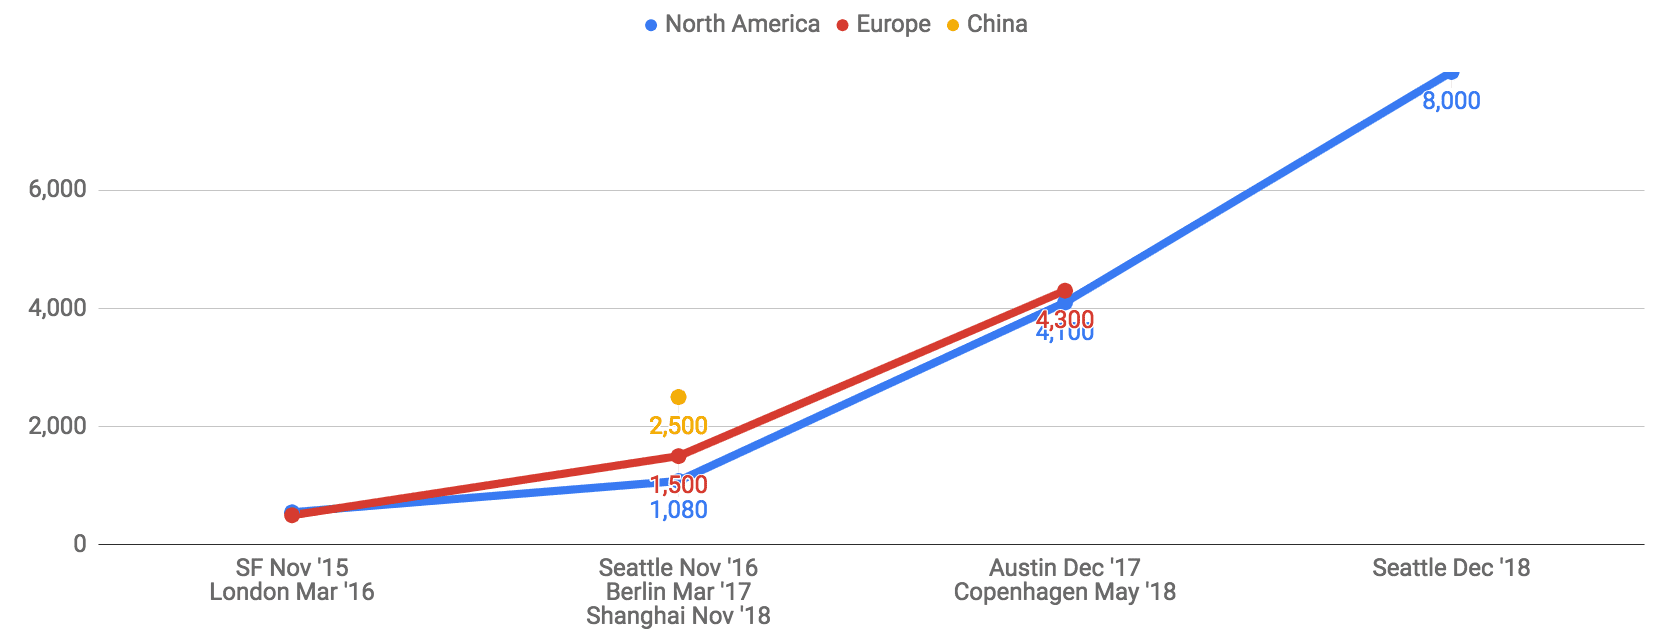 North America Europe China
8,000
6,000
4,000
4,300
4,100
2,000
2,500
1,500
1,080
0
SF Nov '15
London Mar '16
Seattle Nov '16
Berlin Mar '17
Shanghai Nov '18
Austin Dec '17
Copenhagen May '18
Seattle Dec '18